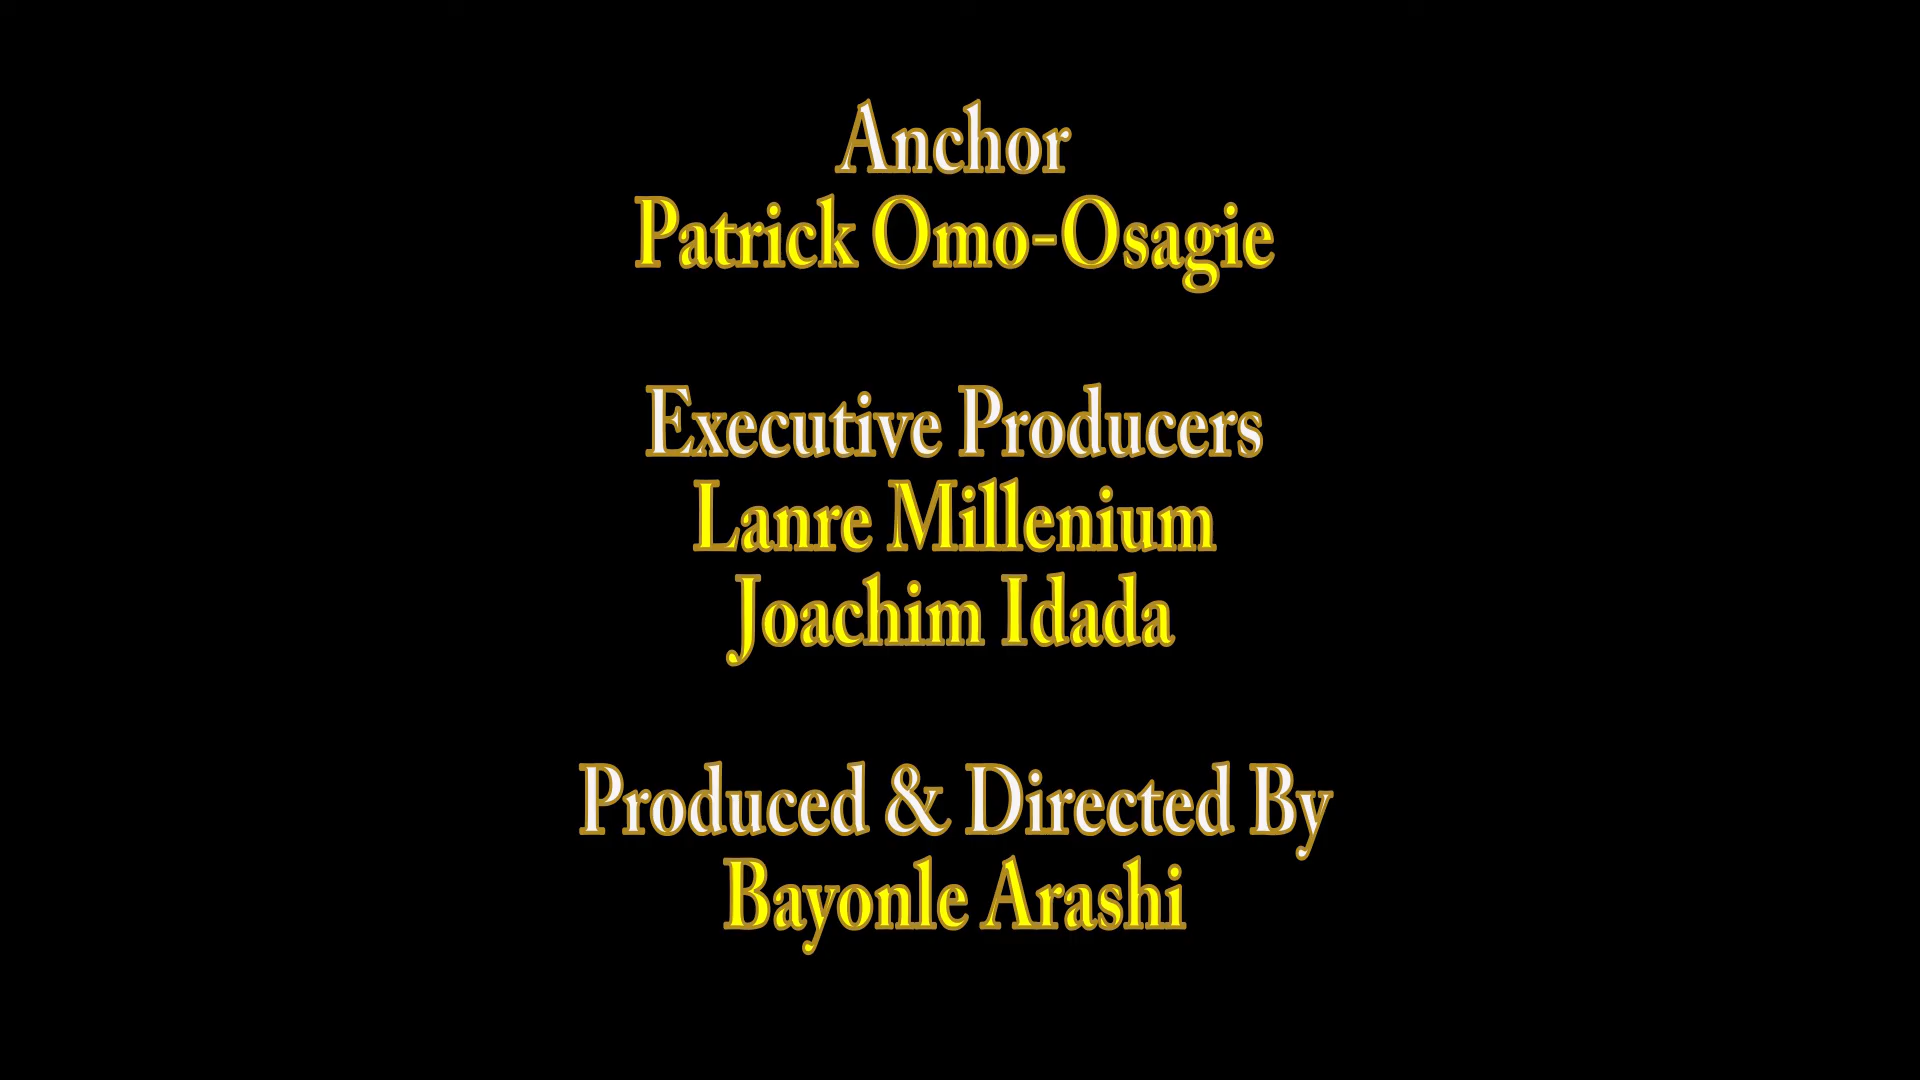 Anchor
Patrick Omo-Osagie
Executive Producers
Lanre Millenium
Joachim Idada
Produced & Directed By
Bayonle Arashi